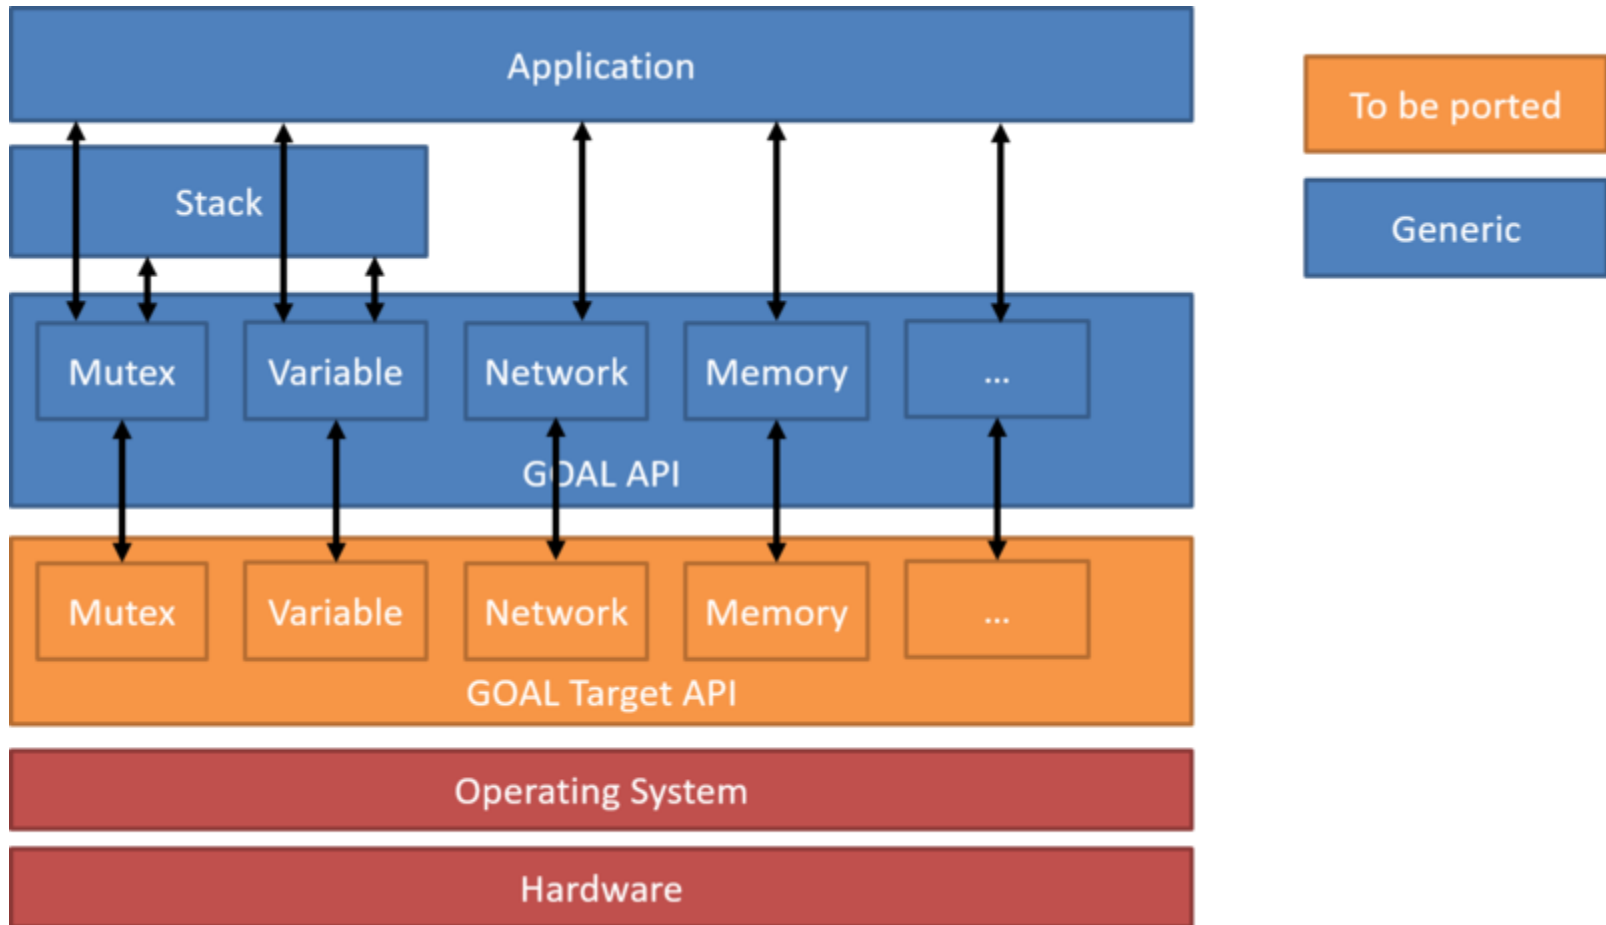 Application
To be ported
Stack
Generic
Mutex
Variable
Network
Memory
...
GOAL API
Mutex
Variable
Network
Memory
...
GOAL Target API
Operating System
Hardware